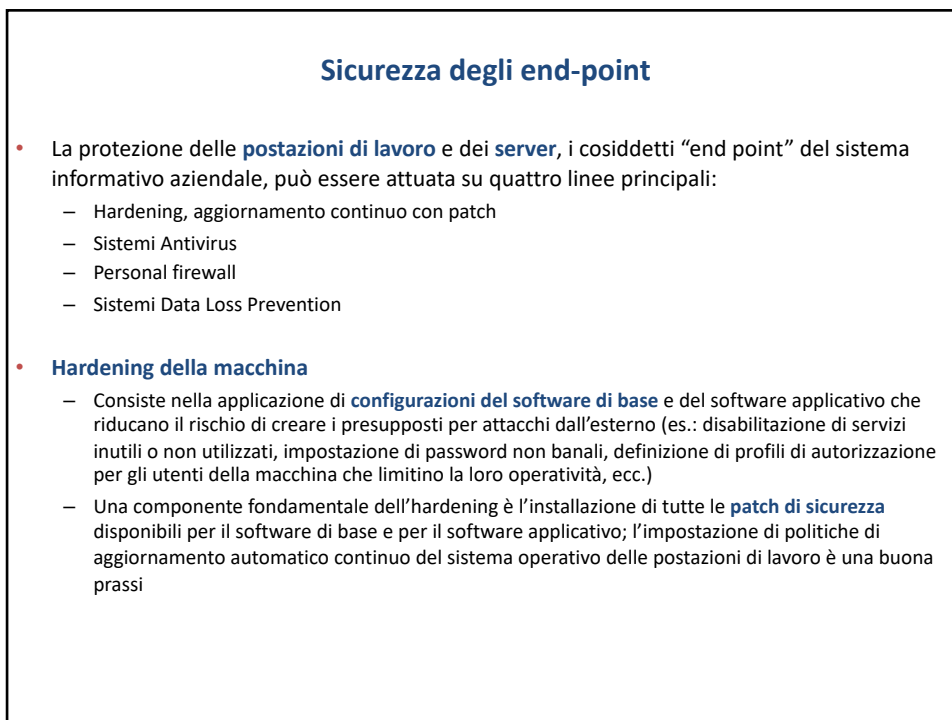 Sicurezza degli end-point
• La protezione delle postazioni di lavoro e dei server, i cosiddetti “end point” del sistema
informativo aziendale, può essere attuata su quattro linee principali:
– Hardening, aggiornamento continuo con patch
– Sistemi Antivirus
– Personal firewall
– Sistemi Data Loss Prevention
• Hardening della macchina
– Consiste nella applicazione di configurazioni del software di base e del software applicativo che
riducano il rischio di creare i presupposti per attacchi dall’esterno (es.: disabilitazione di servizi
inutili o non utilizzati, impostazione di password non banali, definizione di profili di autorizzazione
per gli utenti della macchina che limitino la loro operatività, ecc.)
– Una componente fondamentale dell’hardening è l’installazione di tutte le patch di sicurezza
disponibili per il software di base e per il software applicativo; l’impostazione di politiche di
aggiornamento automatico continuo del sistema operativo delle postazioni di lavoro è una buona
prassi